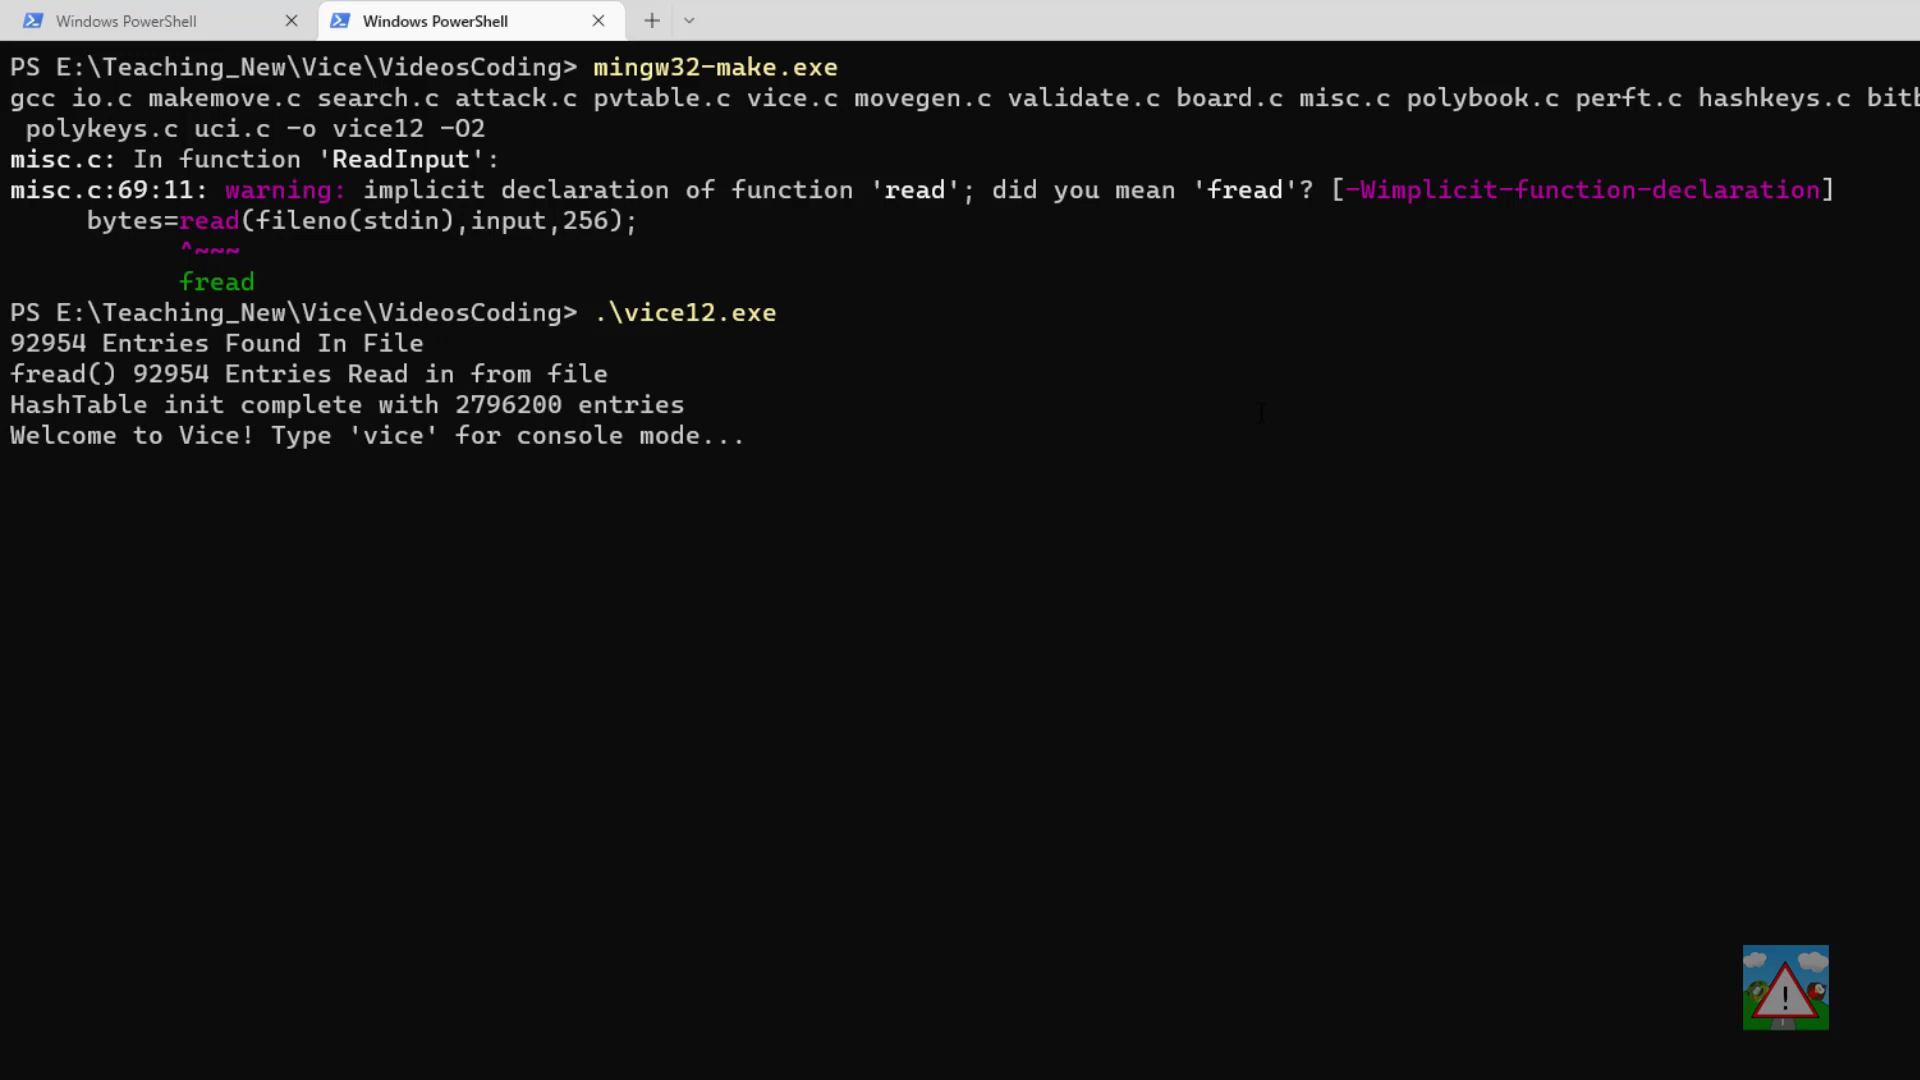 Windows PowerShell
Windows PowerShell
PS E:\Teaching_New\Vice\VideosCoding> mingw32-make.exe
gcc io.c makemove.c search.c attack.c pvtable.c vice.c movegen.c validate.c board.c misc.c polybook.c perft.c hashkeys.c bitb
polykeys.c uci.c -o vice12 -O2
misc.c: In function 'ReadInput':
misc.c:69:11: warning: implicit declaration of function 'read'; did you mean 'fread'? [-Wimplicit-function-declaration]
bytes=read(fileno(stdin),input,256);
^~~~
fread
PS E:\Teaching_New\Vice\VideosCoding> .\vice12.exe
92954 Entries Found In File
fread() 92954 Entries Read in from file
HashTable init complete with 2796200 entries
Welcome to Vice! Type 'vice' for console mode...
!